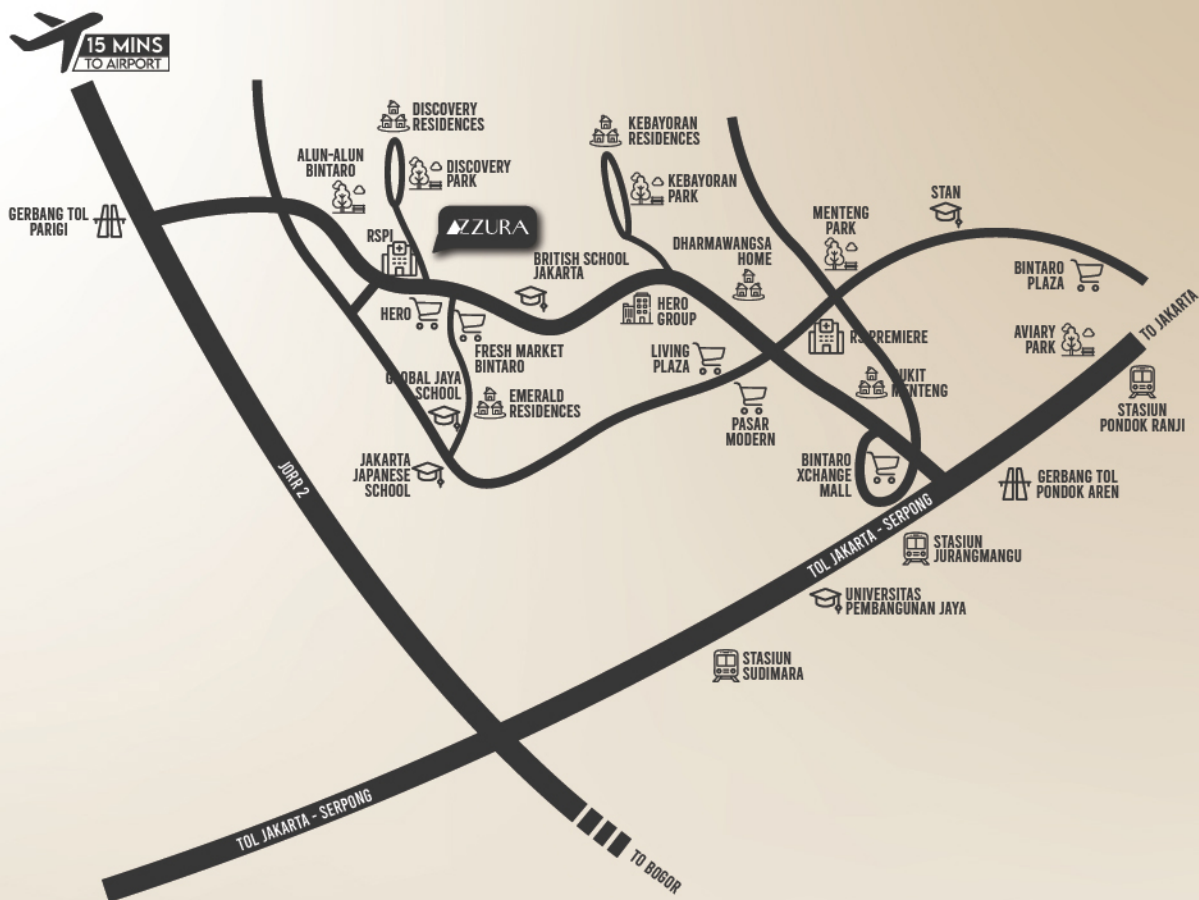 15 MINS
TO AIRPORT
DISCOVERY
RESIDENCES
KEBAYORAN
RESIDENCES
ALUN-ALUN
BINTARO
DISCOVERY
PARK
KEBAYORAN
PARK
STAN
GERBANG TOL
PARIGI
MENTENG
PARK
AZZURA
RSPI
DHARMAWANGSA
HOME
BRITISH SCHOOL
JAKARTA
BINTARO
PLAZA
TO JAKARTA
HERO
HERO
GROUP
RS PREMIERE
AVIARY
PARK
FRESH MARKET
BINTARO
LIVING
PLAZA
GLOBAL JAYA
SCHOOL
EMERALD
RESIDENCES
BUKIT
MENTENG
PASAR
MODERN
STASIUN
PONDOK RANJI
JAKARTA
JAPANESE
SCHOOL
BINTARO
XCHANGE
MALL
GERBANG TOL
PONDOK AREN
JORR 2
TOL JAKARTA - SERPONG
STASIUN
JURANGMANGU
UNIVERSITAS
PEMBANGUNAN JAYA
STASIUN
SUDIMARA
TOL JAKARTA - SERPONG
TO BOGOR